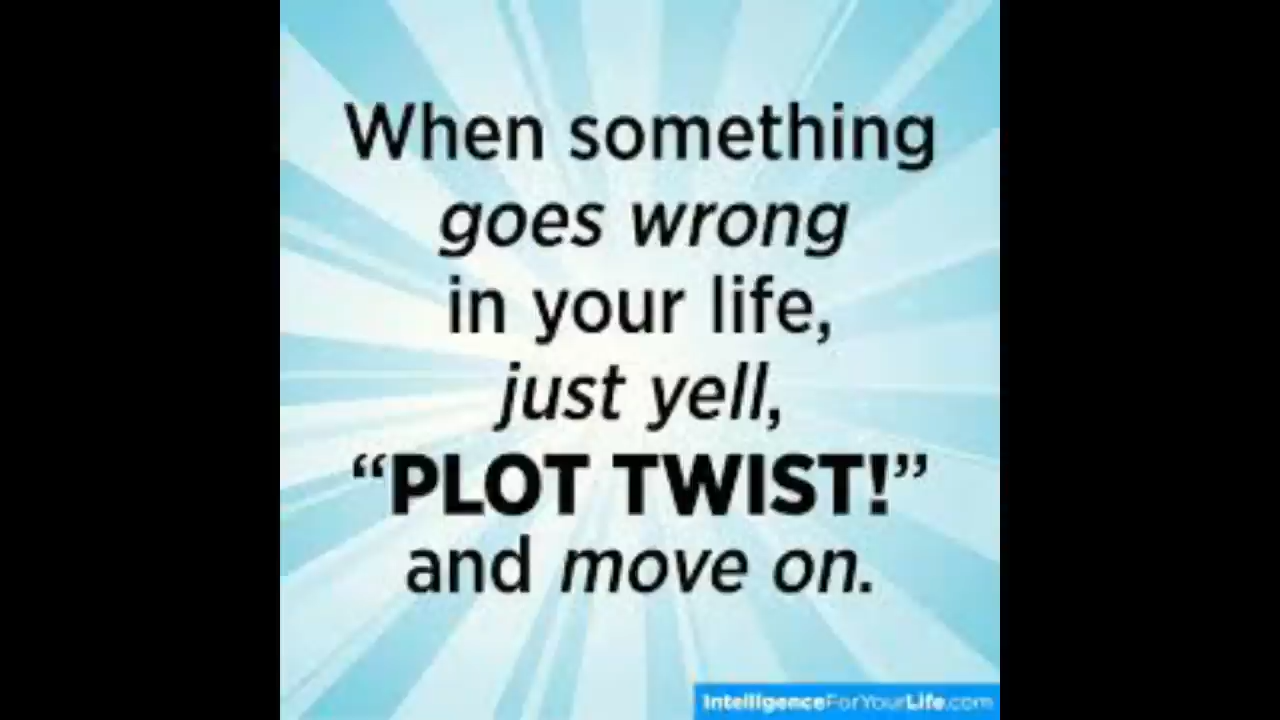 When something
goes wrong
in your life,
just yell,
“PLOT TWIST!”
and move on.
IntelligenceForYourLife.com